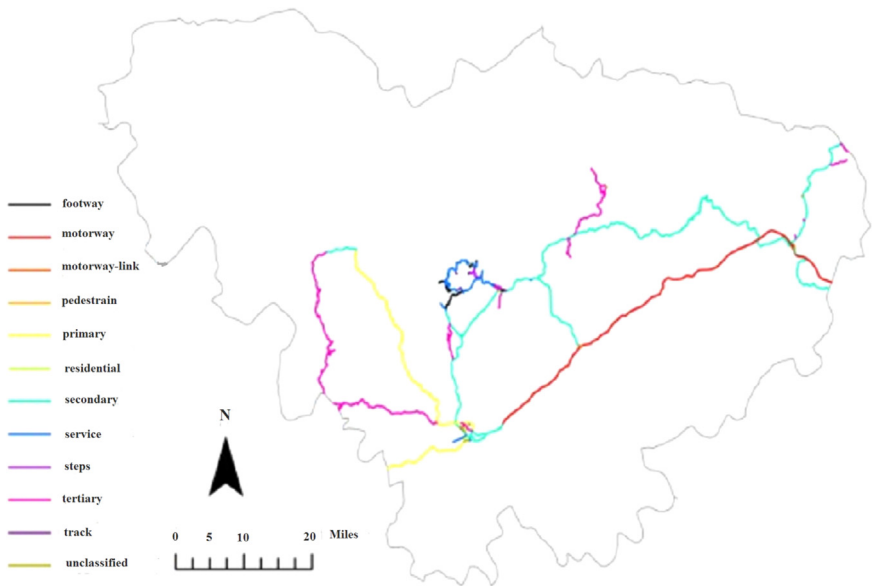 footway
motorway
motorway-link
pedestrain
primary
residential
secondary
service
steps
tertiary
track
unclassified
N
0 5 10 20 Miles